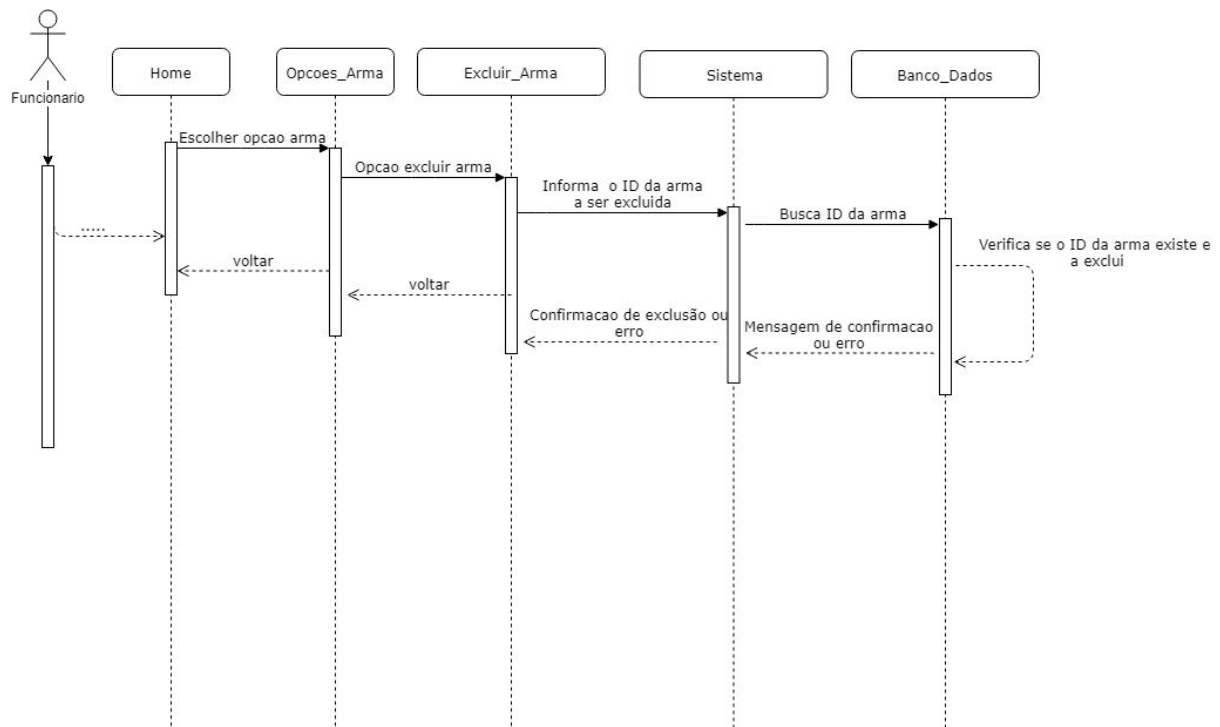 Funcionario
Home
Opcoes_Arma
Excluir_Arma
Sistema
Banco_Dados
Escolher opcao arma
Opcao excluir arma
Informa o ID da arma
a ser excluida
Busca ID da arma
.....
Verifica se o ID da arma existe e
a exclui
voltar
voltar
Confirmacao de exclusão ou
erro
Mensagem de confirmacao
ou erro